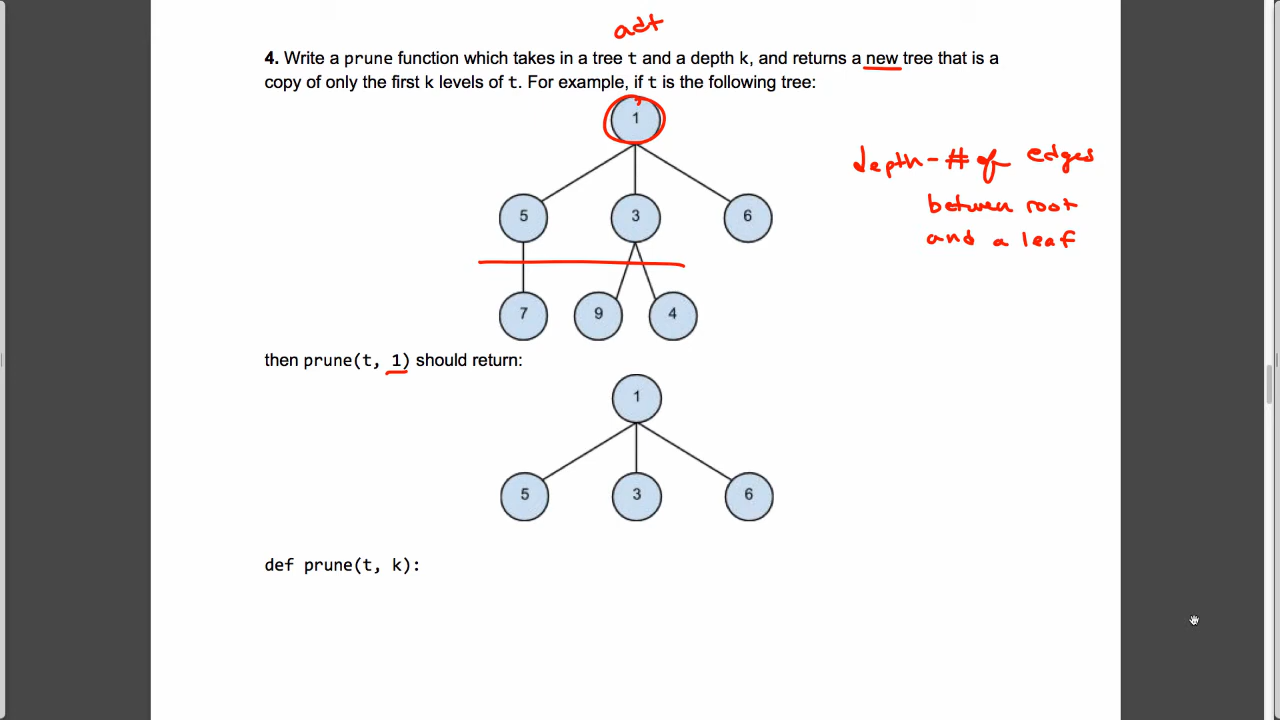 adt
4. Write a prune function which takes in a tree t and a depth k, and returns a new tree that is a
copy of only the first k levels of t. For example, if t is the following tree:
1
depth - # of edges
between root
and a leaf
5 3 6
7 9 4
then prune(t, 1) should return:
1
5 3 6
def prune(t, k):